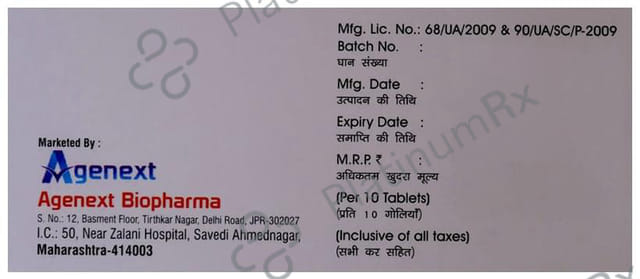 Mfg. Lic. No.: 68/UA/2009 & 90/UA/SC/P-2009
Batch No. :
घान संख्या
Mfg. Date :
उत्पादन की तिथि
Expiry Date :
समाप्ति की तिथि
M.R.P. ₹ :
अधिकतम खुदरा मूल्य
(Per 10 Tablets)
(प्रति 10 गोलियाँ)
(Inclusive of all taxes)
(सभी कर सहित)
Marketed By :
Agenext
Agenext Biopharma
S. No.: 12, Basment Floor, Tirthkar Nagar, Delhi Road, JPR-302027
I.C.: 50, Near Zalani Hospital, Savedi Ahmednagar,
Maharashtra-414003
PlatinumRx